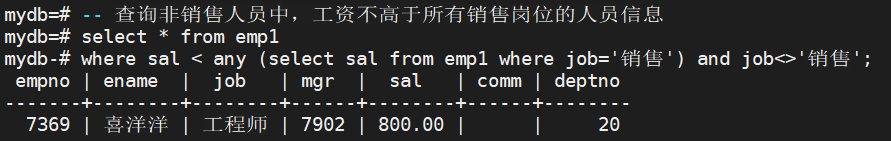 mydb=# -- 查询非销售人员中，工资不高于所有销售岗位的人员信息
mydb=# select * from emp1
mydb-# where sal < any (select sal from emp1 where job='销售') and job<>'销售';
 empno | ename  |  job   | mgr  |  sal   | comm | deptno
-------+--------+--------+------+--------+------+--------
  7369 | 喜洋洋 | 工程师 | 7902 | 800.00 |      |     20